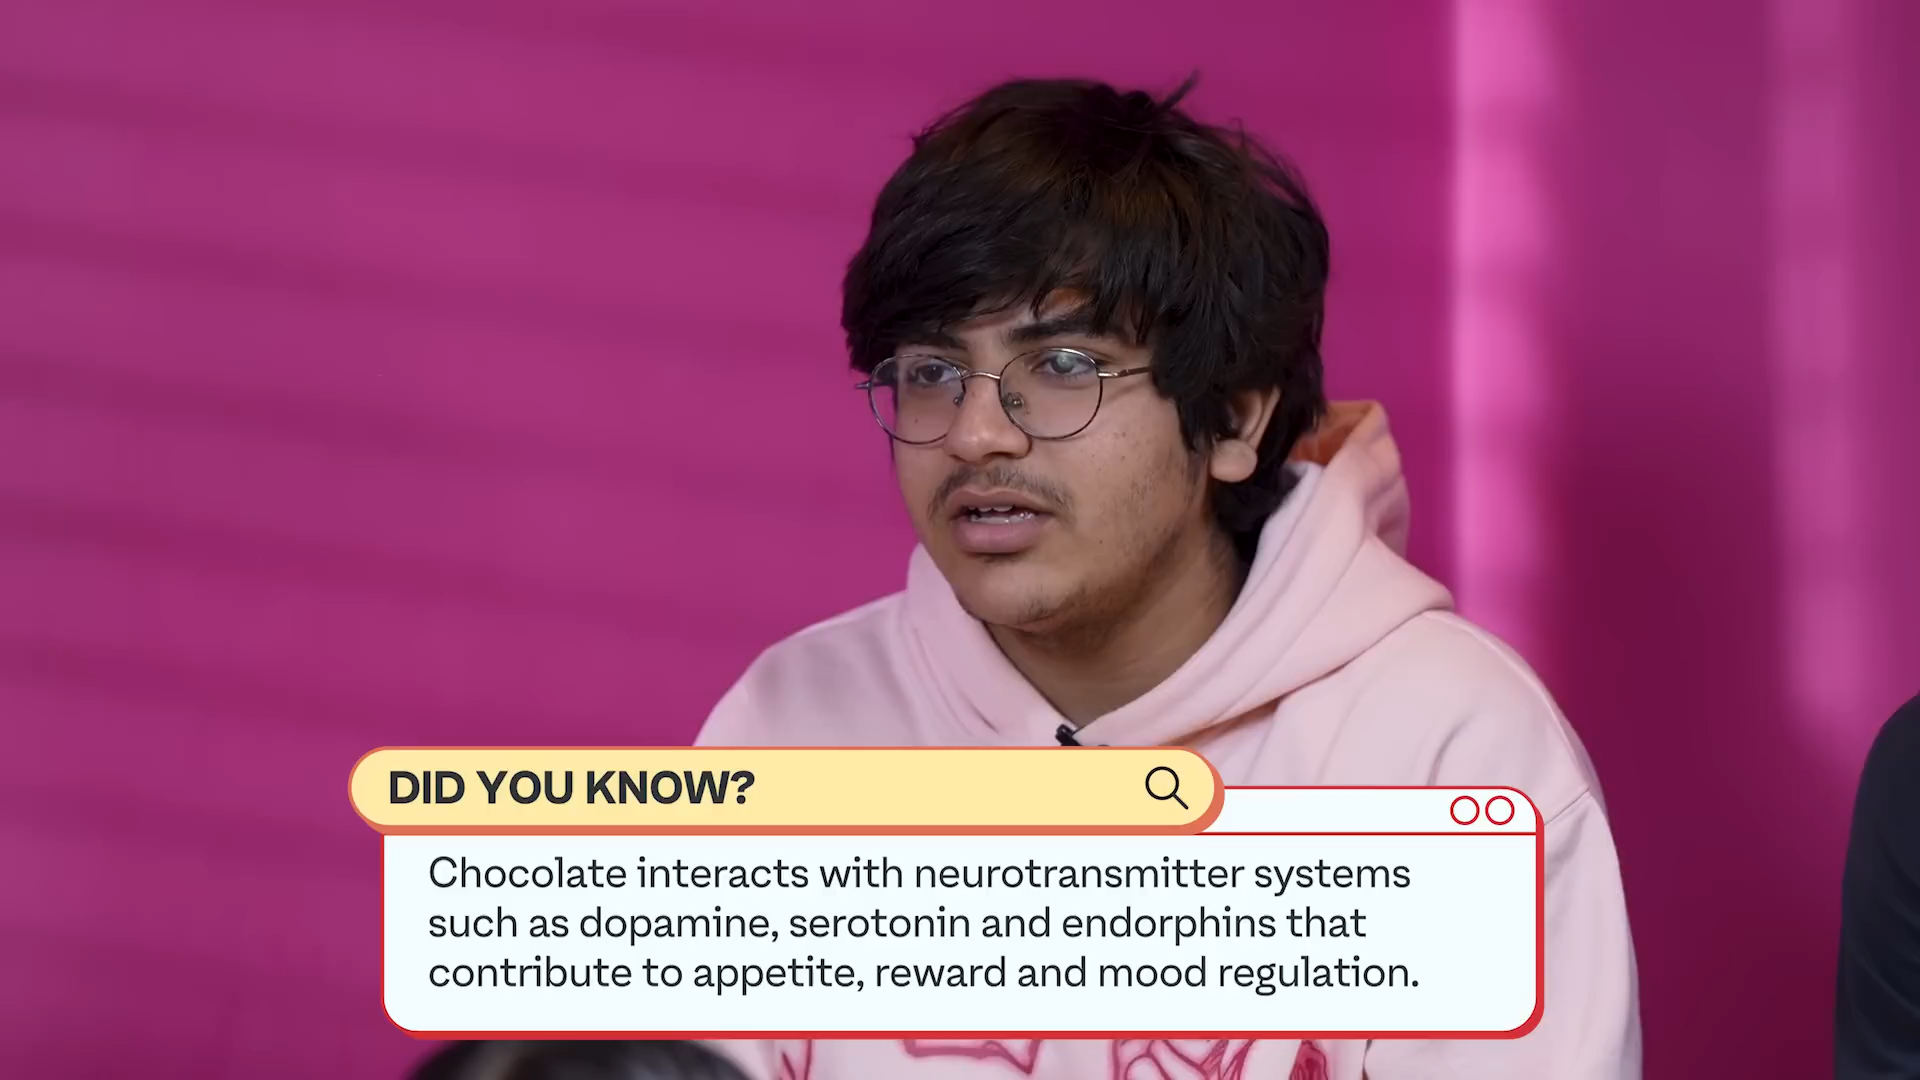 DID YOU KNOW?
Chocolate interacts with neurotransmitter systems
such as dopamine, serotonin and endorphins that
contribute to appetite, reward and mood regulation.